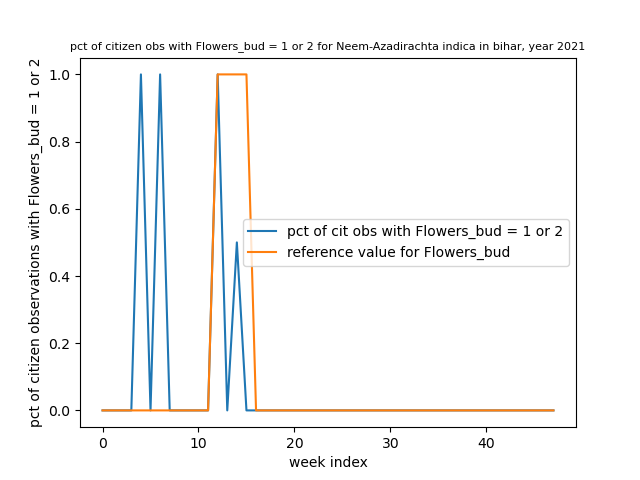 pct of citizen obs with Flowers_bud = 1 or 2 for Neem-Azadirachta indica in bihar, year 2021
pct of citizen observations with Flowers_bud = 1 or 2
1.0
0.8
0.6
0.4
0.2
0.0
pct of cit obs with Flowers_bud = 1 or 2
reference value for Flowers_bud
0 10 20 30 40
week index